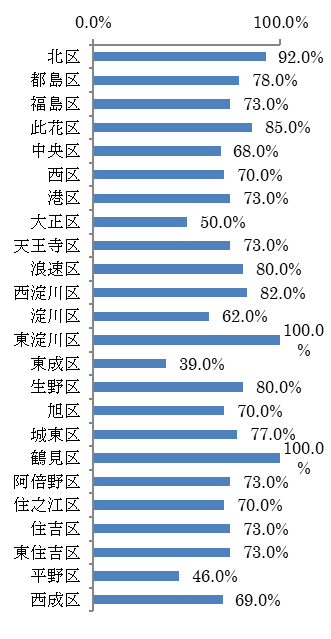 0.0% 100.0%
北区 92.0%
都島区 78.0%
福島区 73.0%
此花区 85.0%
中央区 68.0%
西区 70.0%
港区 73.0%
大正区 50.0%
天王寺区 73.0%
浪速区 80.0%
西淀川区 82.0%
淀川区 62.0%
東淀川区 100.0
%
東成区 39.0%
生野区 80.0%
旭区 70.0%
城東区 77.0%
鶴見区 100.0
%
阿倍野区 73.0%
住之江区 70.0%
住吉区 73.0%
東住吉区 73.0%
平野区 46.0%
西成区 69.0%